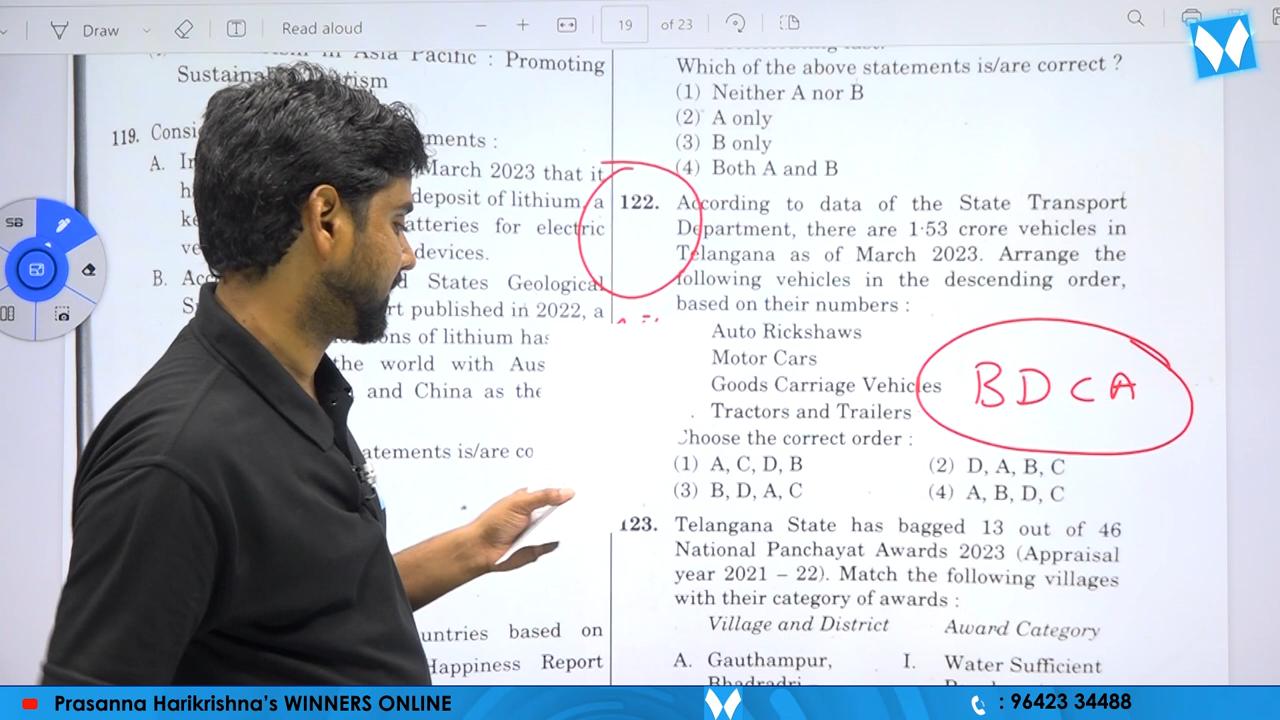 Draw
Read aloud
19
of 23
Asia Pacific : Promoting
119.
ements :
A.
March 2023 that it
deposit of lithium, a
atteries for electric
devices.
B.
States Geological
rt published in 2022, a
ons of lithium has
the world with Aus
and China as the
atements is/are co
untries based on
Happiness Report
Which of the above statements is/are correct ?
(1) Neither A nor B
(2) A only
(3) B only
(4) Both A and B
122. According to data of the State Transport
Department, there are 1·53 crore vehicles in
Telangana as of March 2023. Arrange the
following vehicles in the descending order,
based on their numbers :
Auto Rickshaws
Motor Cars
Goods Carriage Vehicles
Tractors and Trailers
B D C A
Choose the correct order :
(1) A, C, D, B (2) D, A, B, C
(3) B, D, A, C (4) A, B, D, C
123. Telangana State has bagged 13 out of 46
National Panchayat Awards 2023 (Appraisal
year 2021 – 22). Match the following villages
with their category of awards :
Village and District Award Category
A. Gauthampur, I. Water Sufficient
Prasanna Harikrishna's WINNERS ONLINE
: 96423 34488